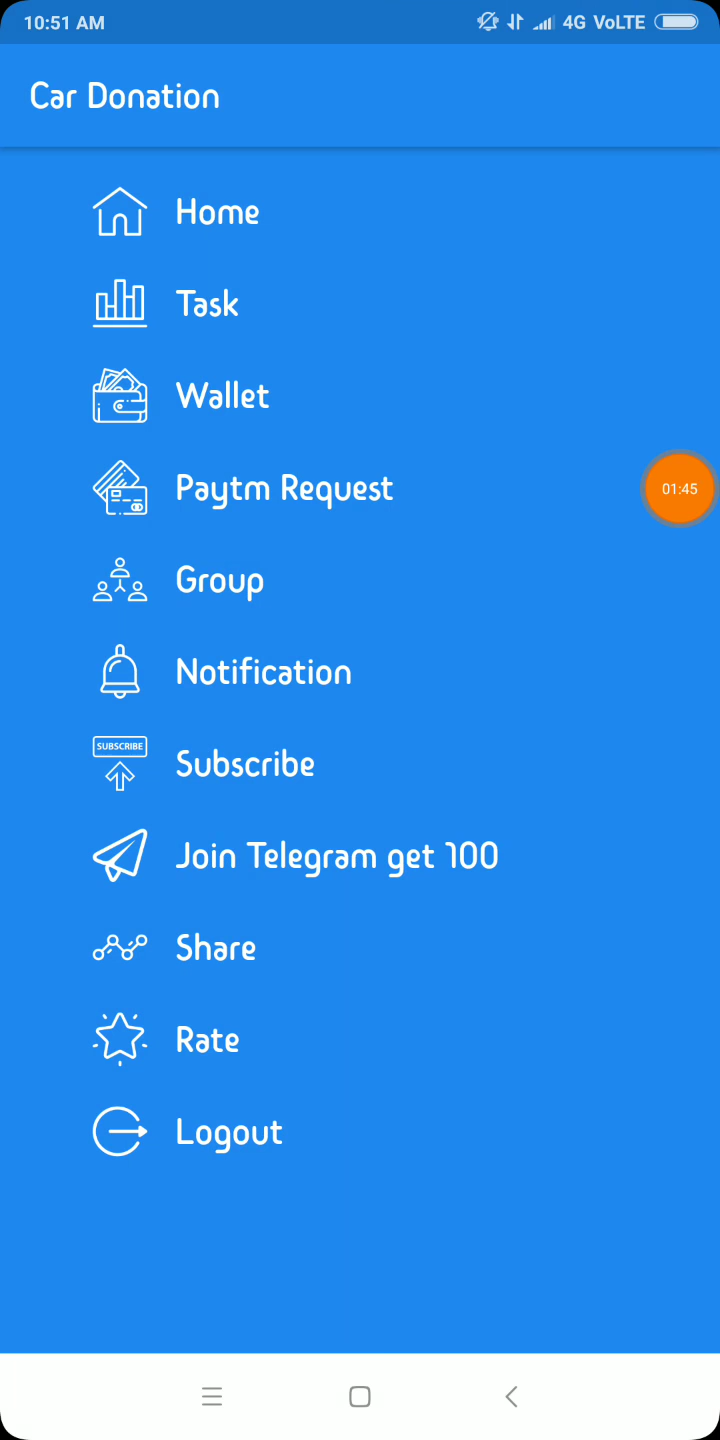 10:51 AM
4G VoLTE
Car Donation
Home
Task
Wallet
Paytm Request
01:45
Group
Notification
SUBSCRIBE
Subscribe
Join Telegram get 100
Share
Rate
Logout